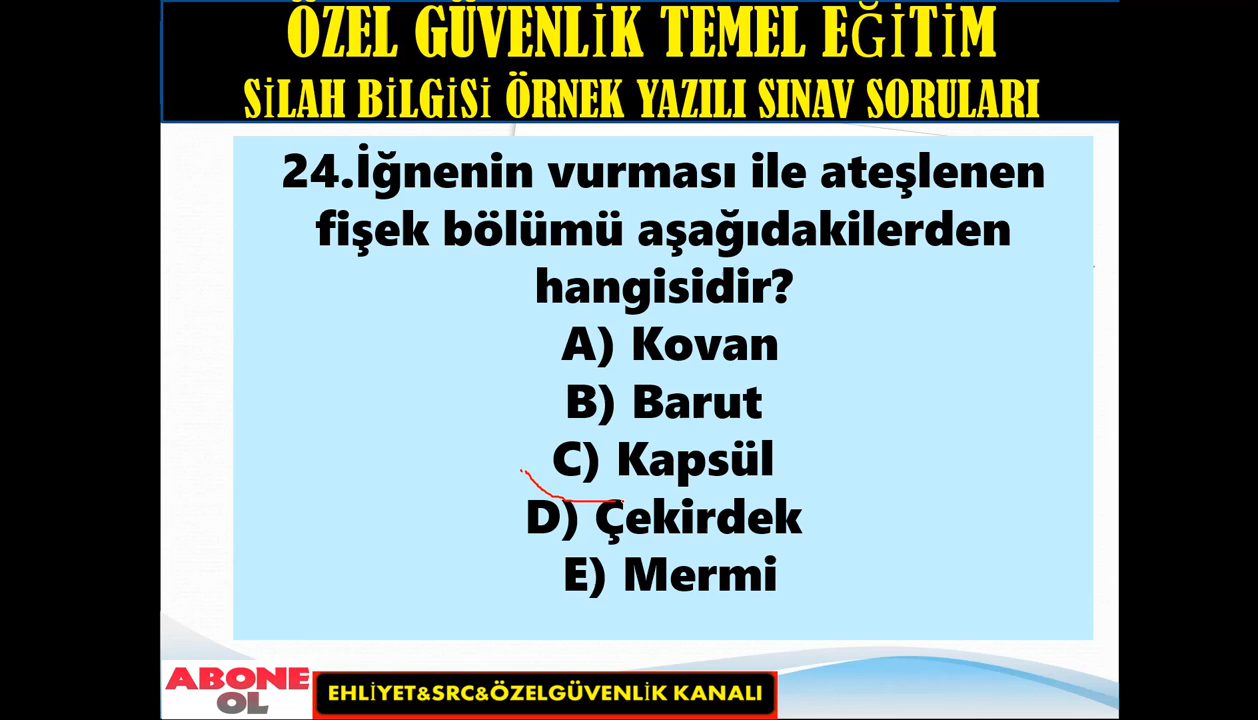 ÖZEL GÜVENLİK TEMEL EĞİTİM
SİLAH BİLGİSİ ÖRNEK YAZILI SINAV SORULARI
24.İğnenin vurması ile ateşlenen
fişek bölümü aşağıdakilerden
hangisidir?
A) Kovan
B) Barut
C) Kapsül
D) Çekirdek
E) Mermi
ABONE
OL
EHLİYET&SRC&ÖZELGÜVENLİK KANALI